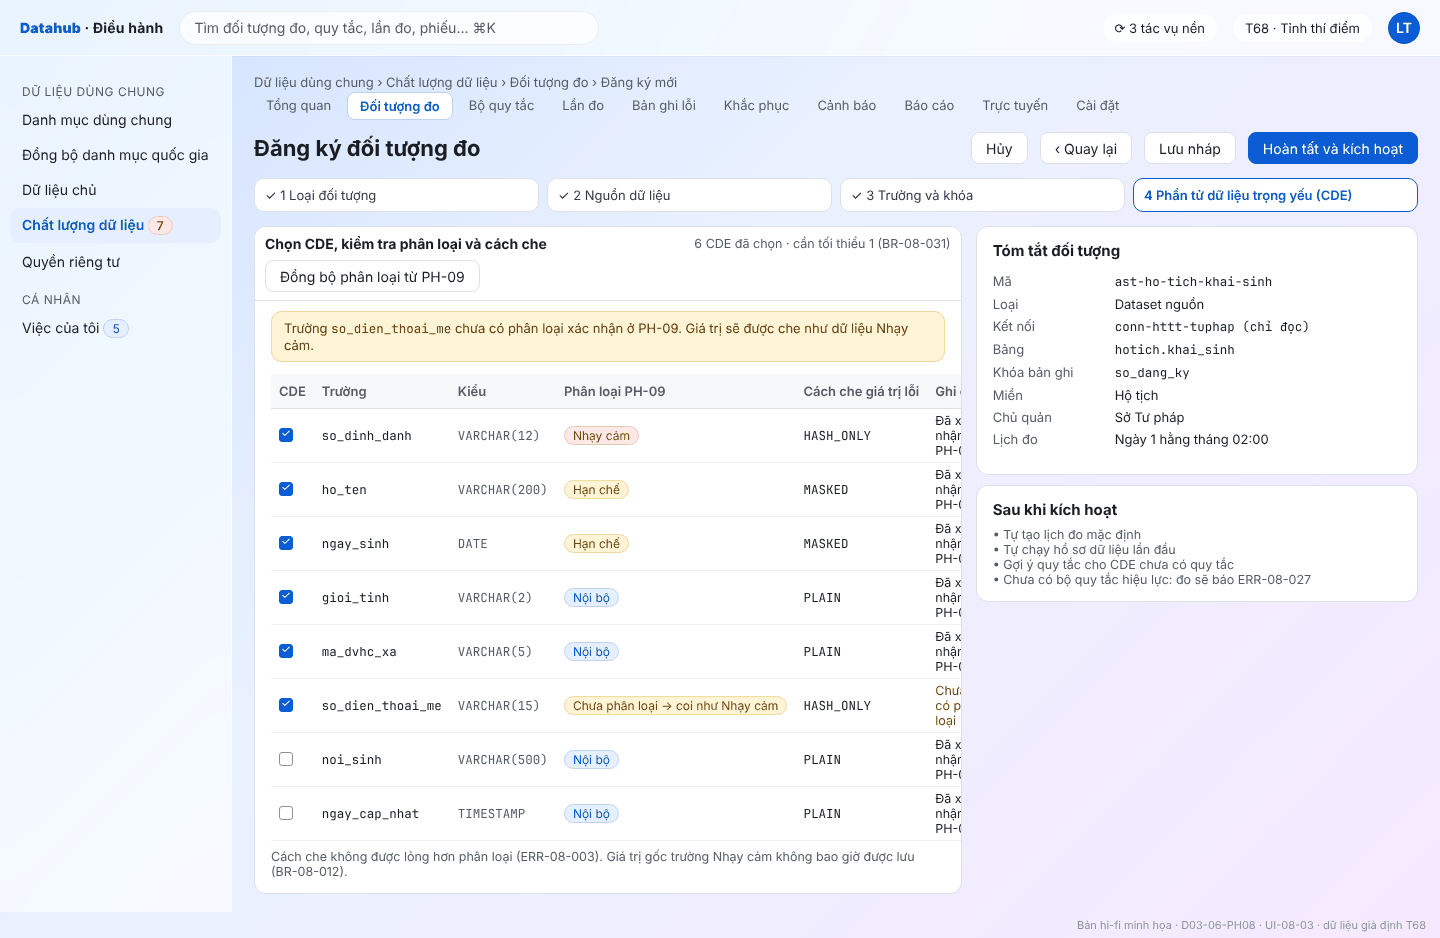 Datahub · Điều hành
Tìm đối tượng đo, quy tắc, lần đo, phiếu... ⌘K
⟳ 3 tác vụ nền
T68 · Tỉnh thí điểm
LT
DỮ LIỆU DÙNG CHUNG
Danh mục dùng chung
Đồng bộ danh mục quốc gia
Dữ liệu chủ
Chất lượng dữ liệu 7
Quyền riêng tư
CÁ NHÂN
Việc của tôi 5
Dữ liệu dùng chung › Chất lượng dữ liệu › Đối tượng đo › Đăng ký mới
Tổng quan Đối tượng đo Bộ quy tắc Lần đo Bản ghi lỗi Khắc phục Cảnh báo Báo cáo Trực tuyến Cài đặt
Đăng ký đối tượng đo
Hủy
‹ Quay lại
Lưu nháp
Hoàn tất và kích hoạt
✓ 1 Loại đối tượng
✓ 2 Nguồn dữ liệu
✓ 3 Trường và khóa
4 Phần tử dữ liệu trọng yếu (CDE)
Chọn CDE, kiểm tra phân loại và cách che
6 CDE đã chọn · cần tối thiểu 1 (BR-08-031)
Đồng bộ phân loại từ PH-09
Trường so_dien_thoai_me chưa có phân loại xác nhận ở PH-09. Giá trị sẽ được che như dữ liệu Nhạy
cảm.
CDE Trường Kiểu Phân loại PH-09 Cách che giá trị lỗi Ghi
so_dinh_danh VARCHAR(12) Nhạy cảm HASH_ONLY Đã
ho_ten VARCHAR(200) Hạn chế MASKED Đã
ngay_sinh DATE Hạn chế MASKED Đã
gioi_tinh VARCHAR(2) Nội bộ PLAIN Đã
ma_dvhc_xa VARCHAR(5) Nội bộ PLAIN Đã
so_dien_thoai_me VARCHAR(15) Chưa phân loại → coi như Nhạy cảm HASH_ONLY Chưa
có
loại
noi_sinh VARCHAR(500) Nội bộ PLAIN Đã
ngay_cap_nhat TIMESTAMP Nội bộ PLAIN Đã
Cách che không được lỏng hơn phân loại (ERR-08-003). Giá trị gốc trường Nhạy cảm không bao giờ được lưu
(BR-08-012).
Tóm tắt đối tượng
Mã ast-ho-tich-khai-sinh
Loại Dataset nguồn
Kết nối conn-httt-tuphap (chỉ đọc)
Bảng hotich.khai_sinh
Khóa bản ghi so_dang_ky
Miền Hộ tịch
Chủ quản Sở Tư pháp
Lịch đo Ngày 1 hằng tháng 02:00
Sau khi kích hoạt
• Tự tạo lịch đo mặc định
• Tự chạy hồ sơ dữ liệu lần đầu
• Gợi ý quy tắc cho CDE chưa có quy tắc
• Chưa có bộ quy tắc hiệu lực: đo sẽ báo ERR-08-027
Bản hi-fi minh họa · D03-06-PH08 · UI-08-03 · dữ liệu giả định T68